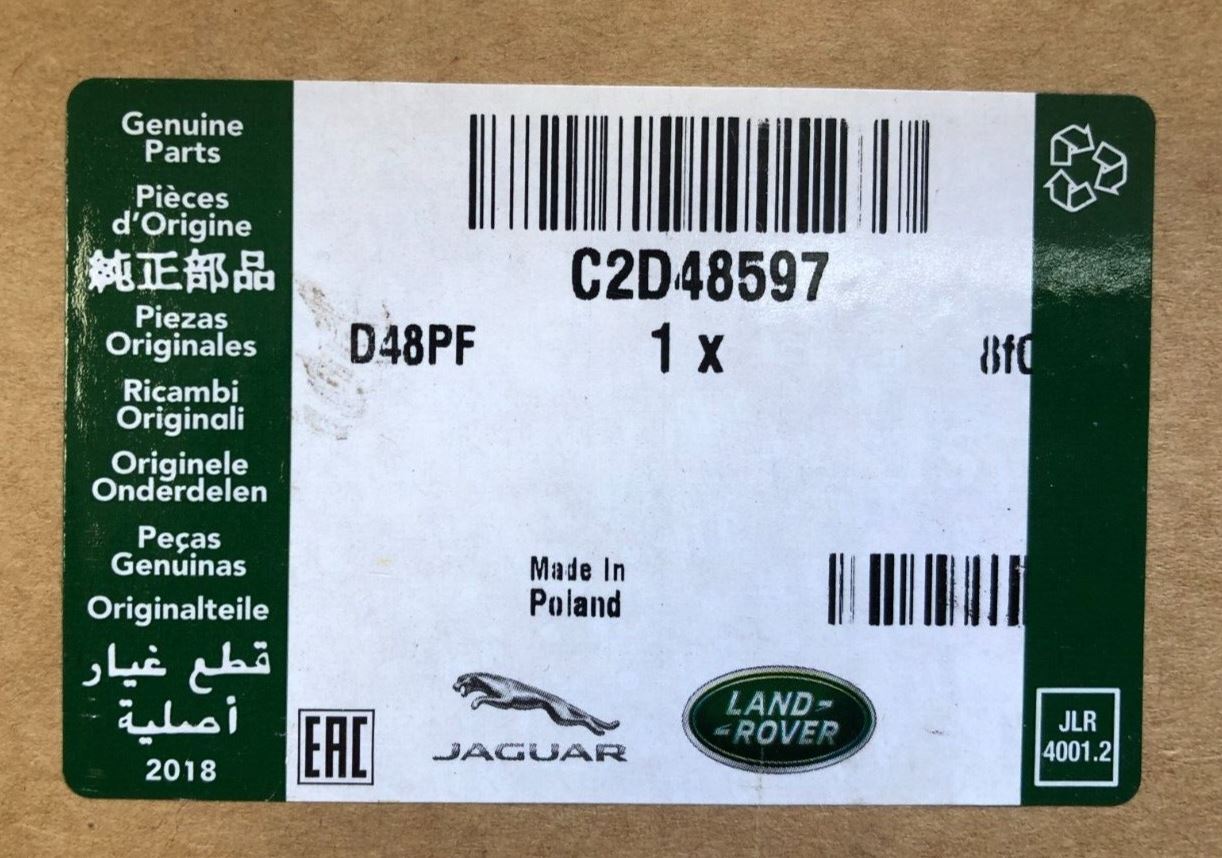 Genuine
Parts
Pièces
d'Origine
純正部品
Piezas
Originales
Ricambi
Originali
Originele
Onderdelen
Peças
Genuinas
Originalteile
قطع غيار
أصلية
2018
C2D48597
D48PF 1 x
Made In
Poland
EAC
JAGUAR
LAND-
-ROVER
JLR
4001.2